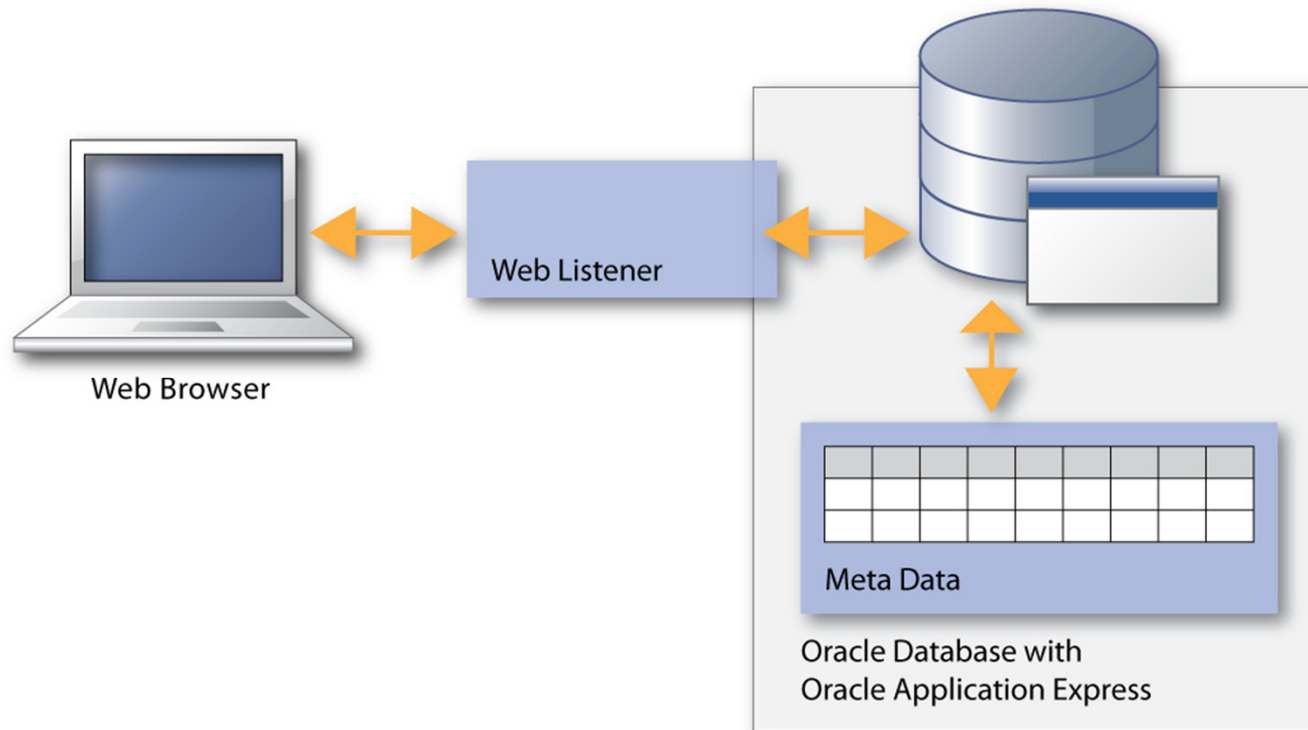 Web Listener
Web Browser
Meta Data
Oracle Database with
Oracle Application Express